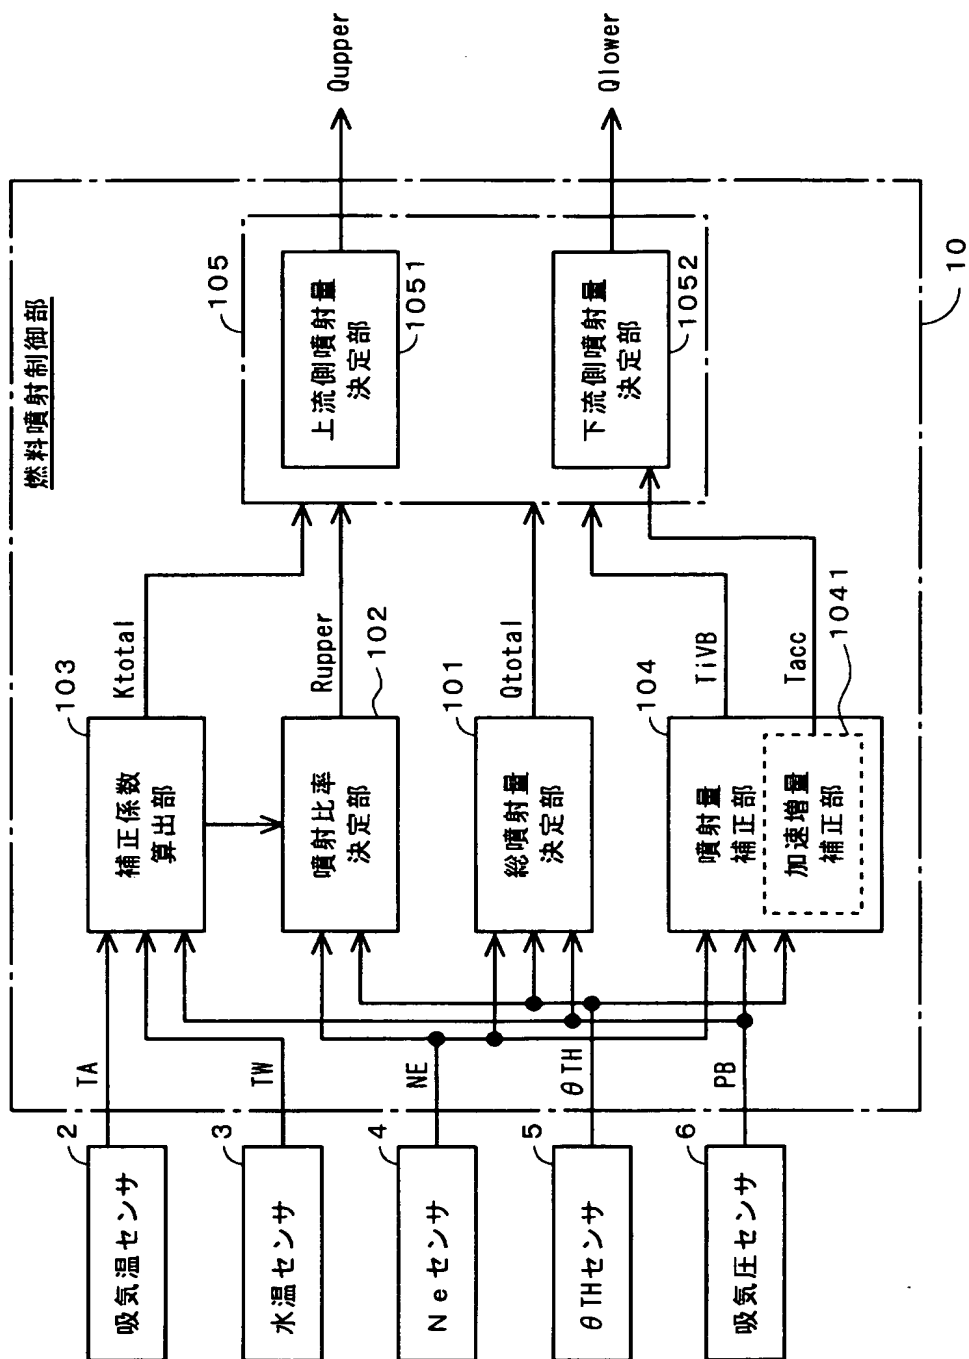 燃料噴射制御部
10
2
吸気温センサ
TA
3
水温センサ
TW
4
Neセンサ
NE
5
θTHセンサ
θTH
6
吸気圧センサ
PB
103
補正係数
算出部
Ktotal
102
噴射比率
決定部
Rupper
101
総噴射量
決定部
Qtotal
104
噴射量
補正部
TiVB
加速増量
補正部
1041
Tacc
105
上流側噴射量
決定部
1051
Qupper
下流側噴射量
決定部
1052
Qlower